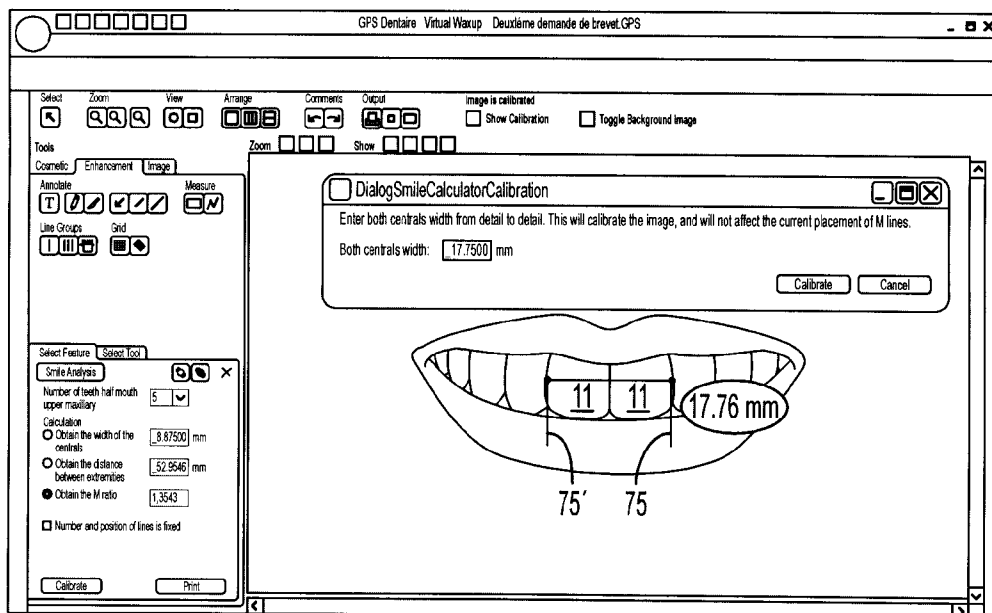 GPS Dentaire Virtual Waxup Deuxiéme demande de brevet.GPS
Select Zoom View Arrange Comments Output Image is calibrated
Show Calibration Toggle Background Image
Tools
Zoom Show
Cosmetic Enhancement Image
Annotate Measure
T
Line Groups Grid
DialogSmileCalculatorCalibration
Enter both centrals width from detail to detail. This will calibrate the image, and will not affect the current placement of M lines.
Both centrals width: _17.7500 mm
Calibrate Cancel
Select Feature Select Tool
Smile Analysis
Number of teeth half mouth
upper maxillary 5
Calculation
Obtain the width of the
centrals _8.87500 mm
Obtain the distance
between extremities _52.9546 mm
Obtain the M ratio 1,3543
Number and position of lines is fixed
Calibrate Print
11 11 17.76 mm
75′ 75